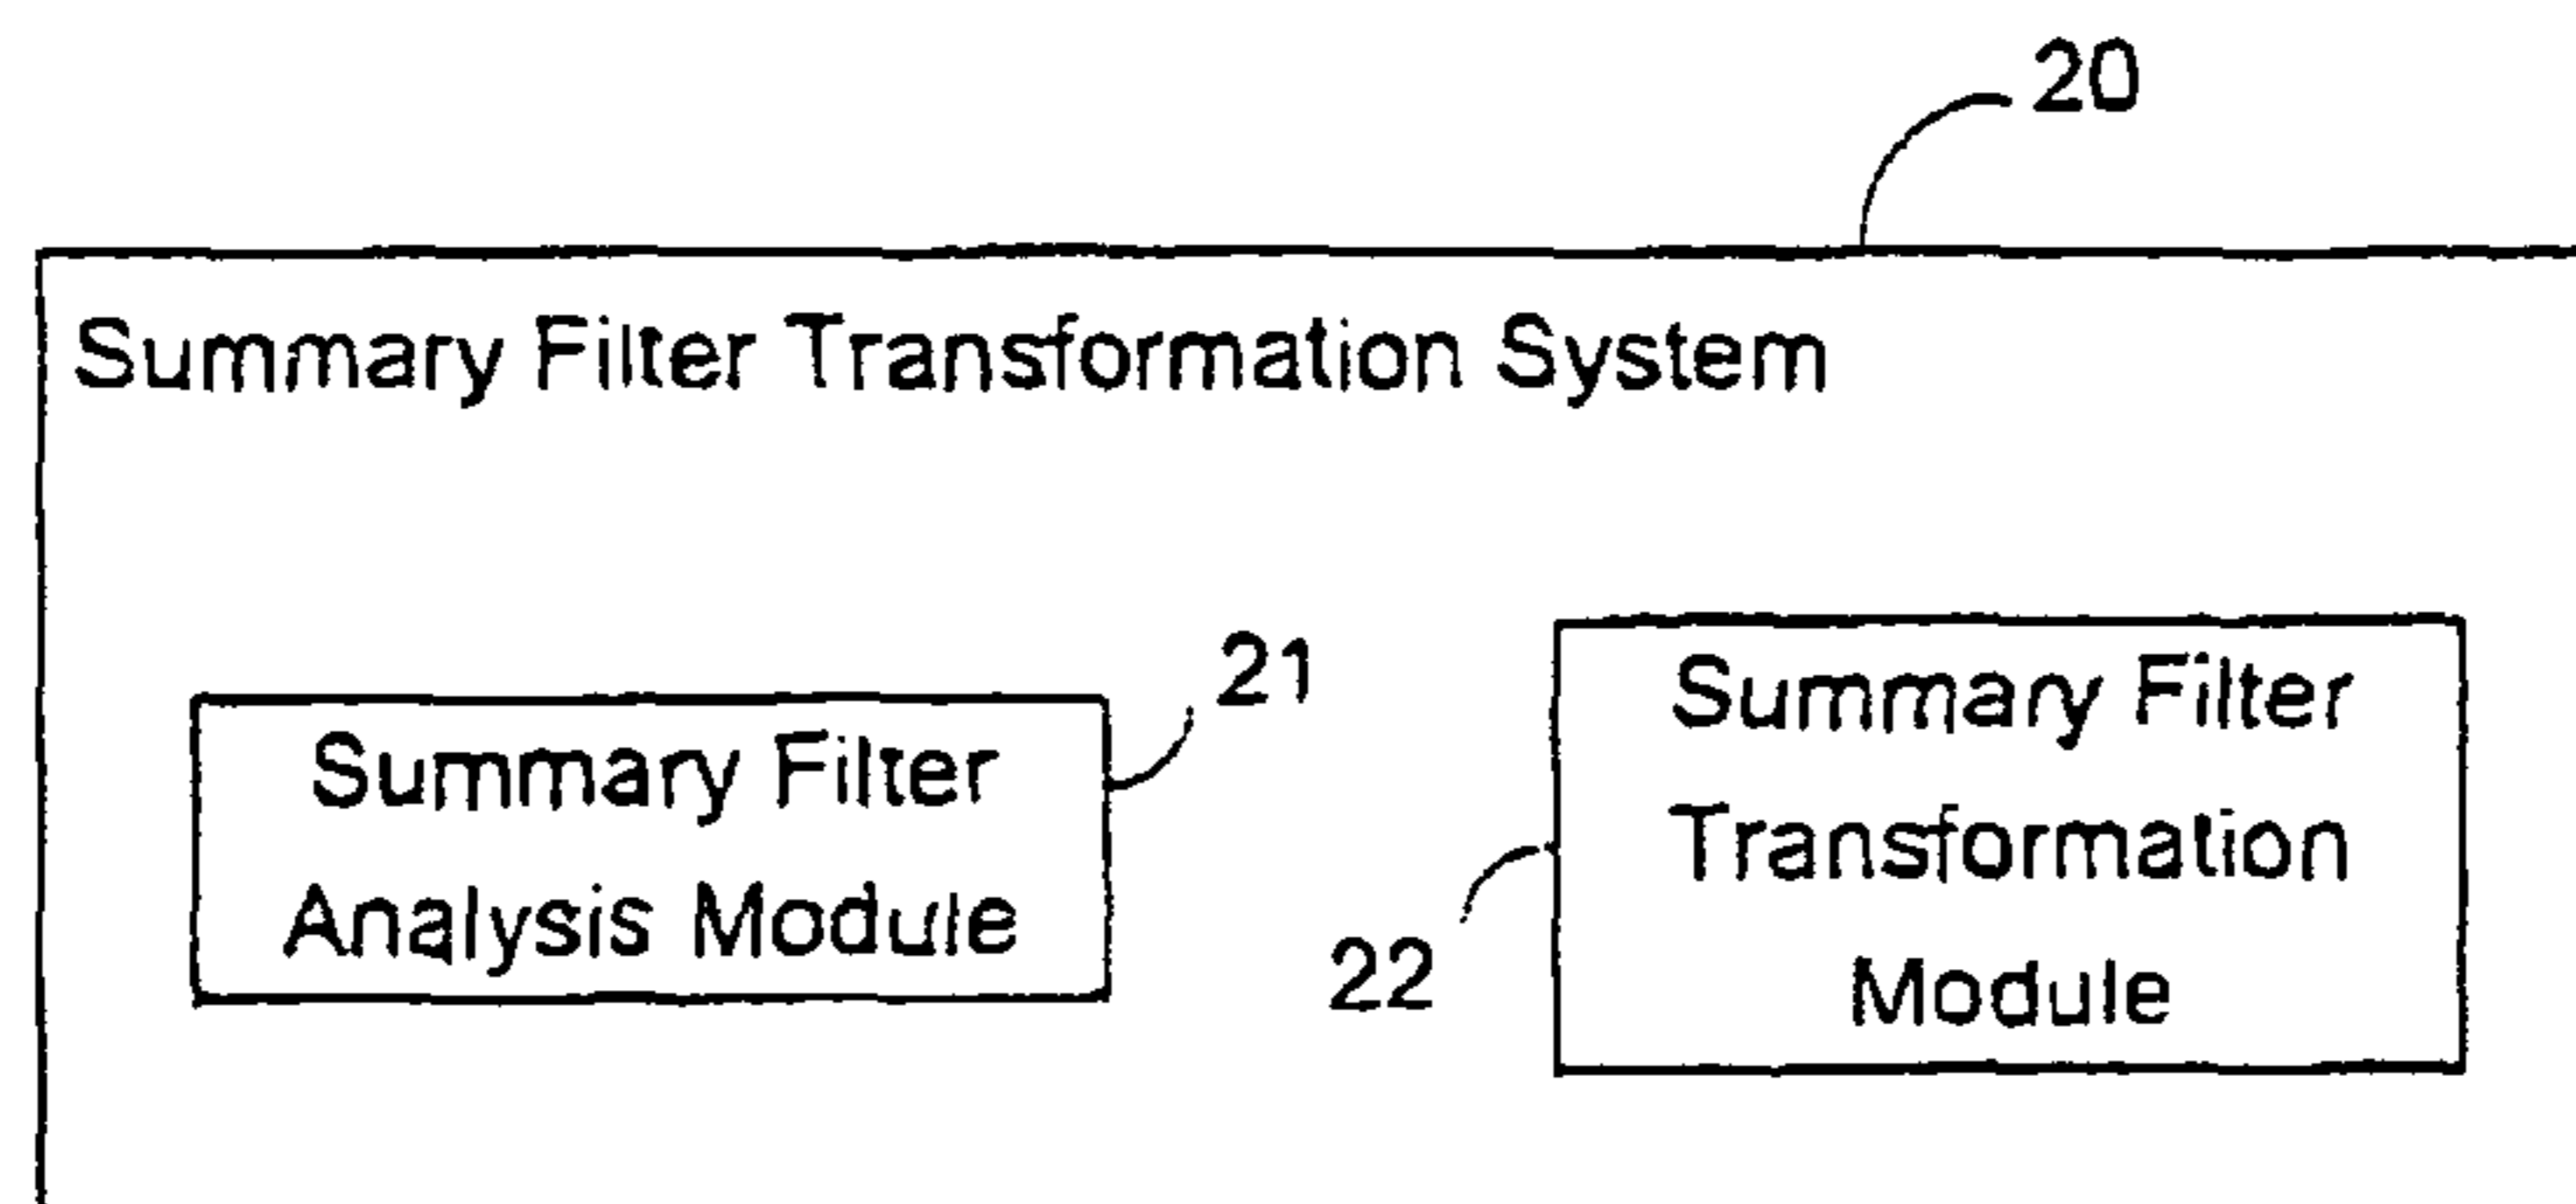 20
Summary Filter Transformation System
21
Summary Filter
Analysis Module
22
Summary Filter
Transformation
Module